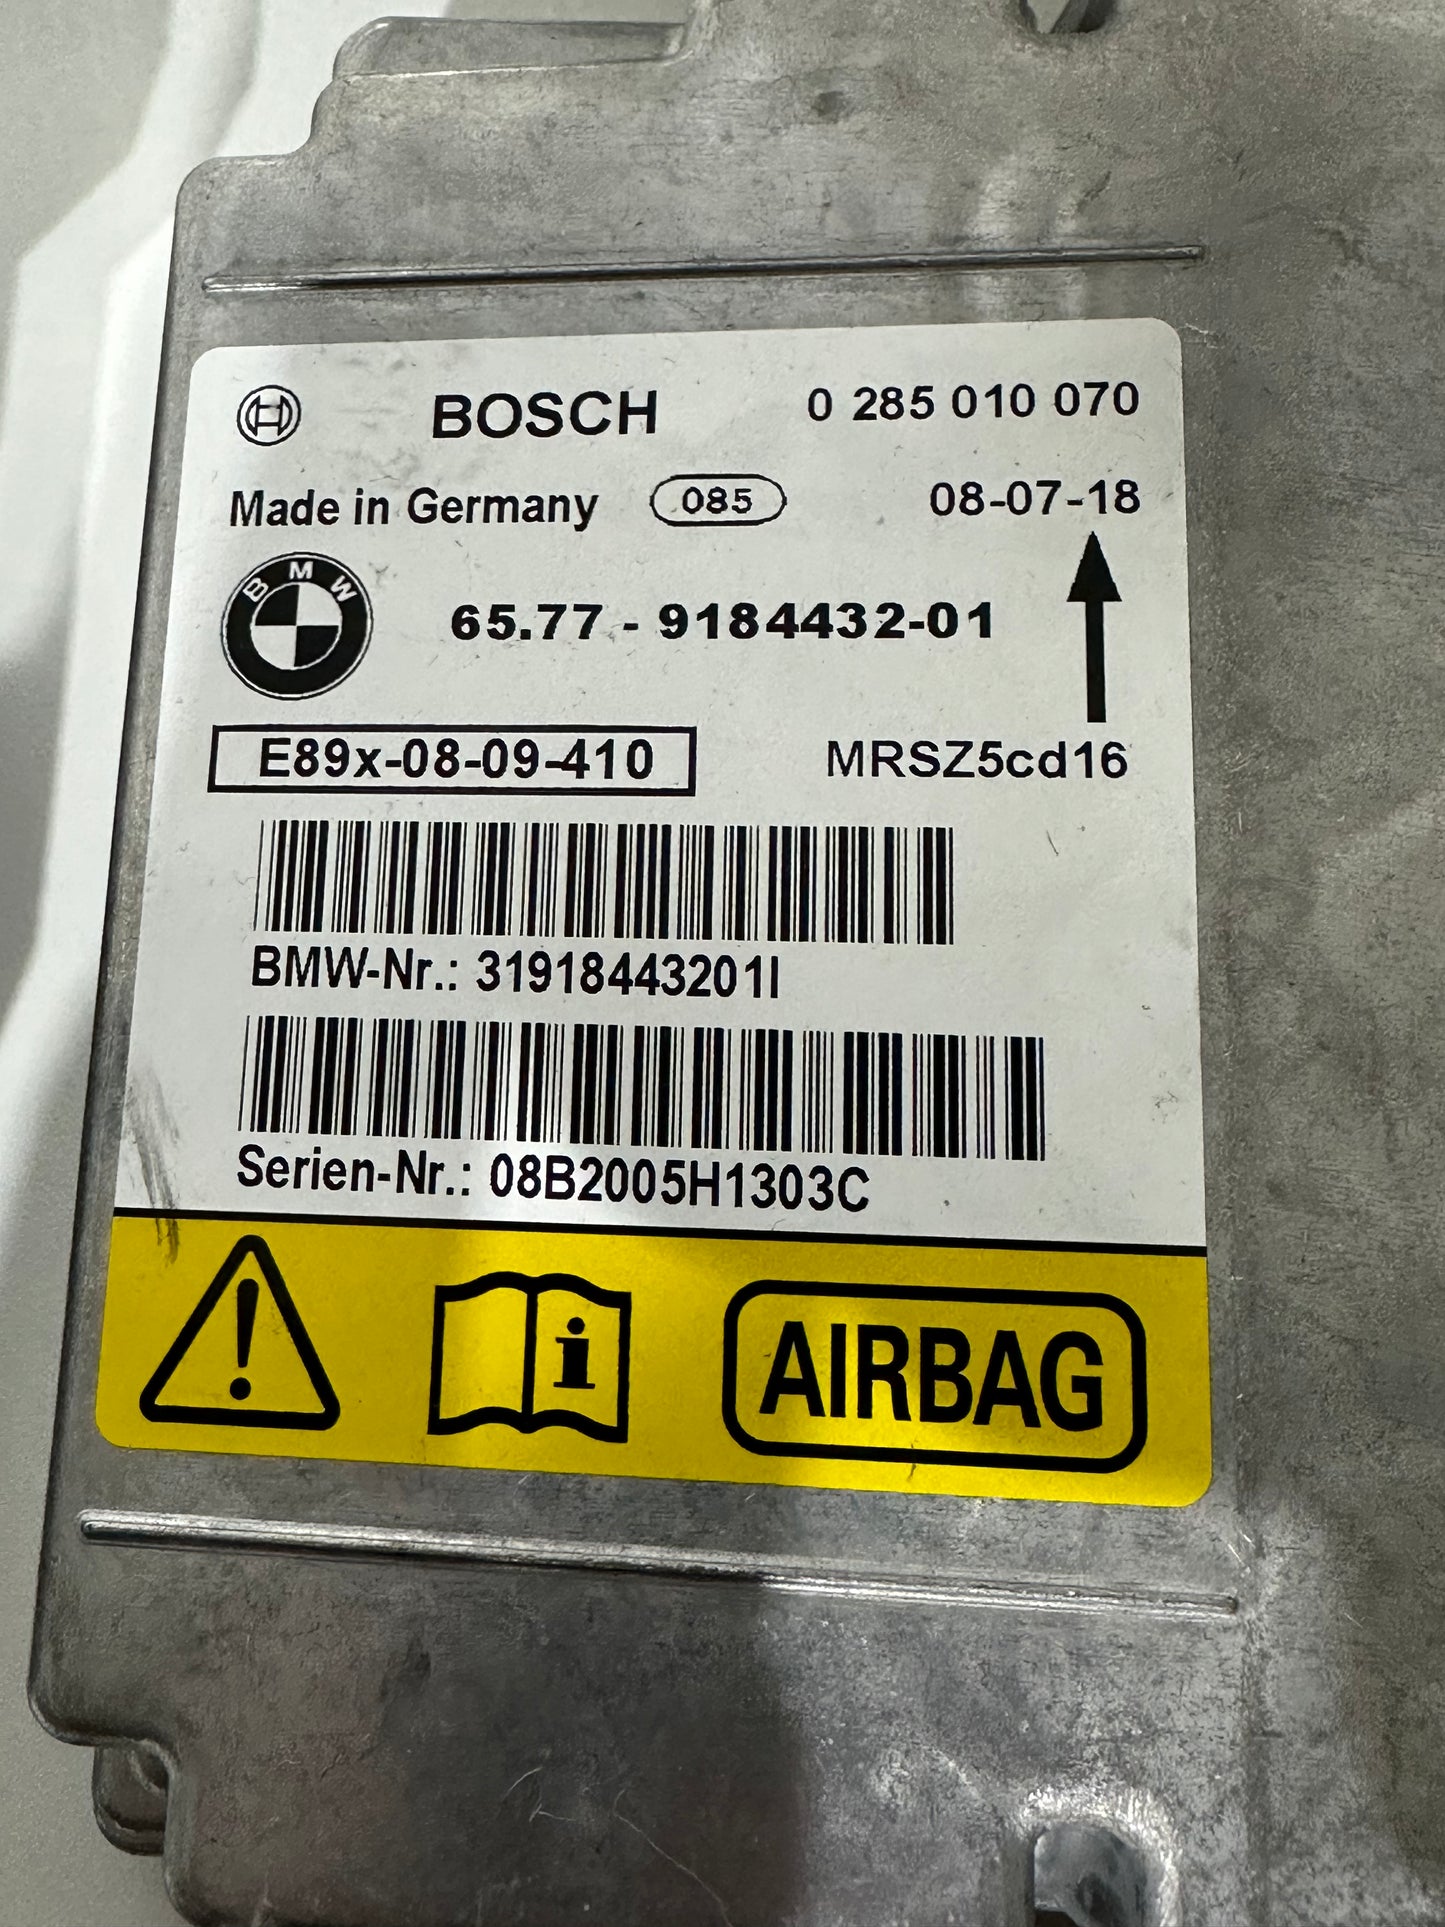 BOSCH 0 285 010 070
Made in Germany 085 08-07-18
BMW 65.77 - 9184432-01
E89x-08-09-410 MRSZ5cd16
BMW-Nr.: 31918443201I
Serien-Nr.: 08B2005H1303C
! i AIRBAG